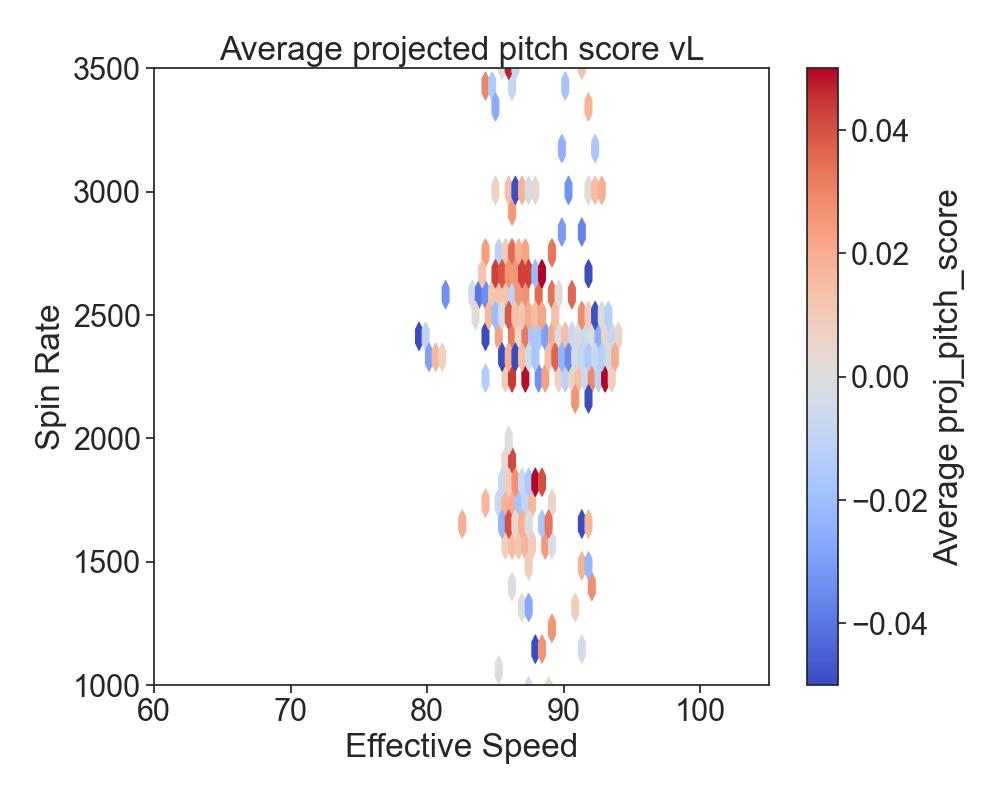 Average projected pitch score vL
3500
3000
2500
2000
1500
1000
Spin Rate
60 70 80 90 100
Effective Speed
0.04
0.02
0.00
−0.02
−0.04
Average proj_pitch_score